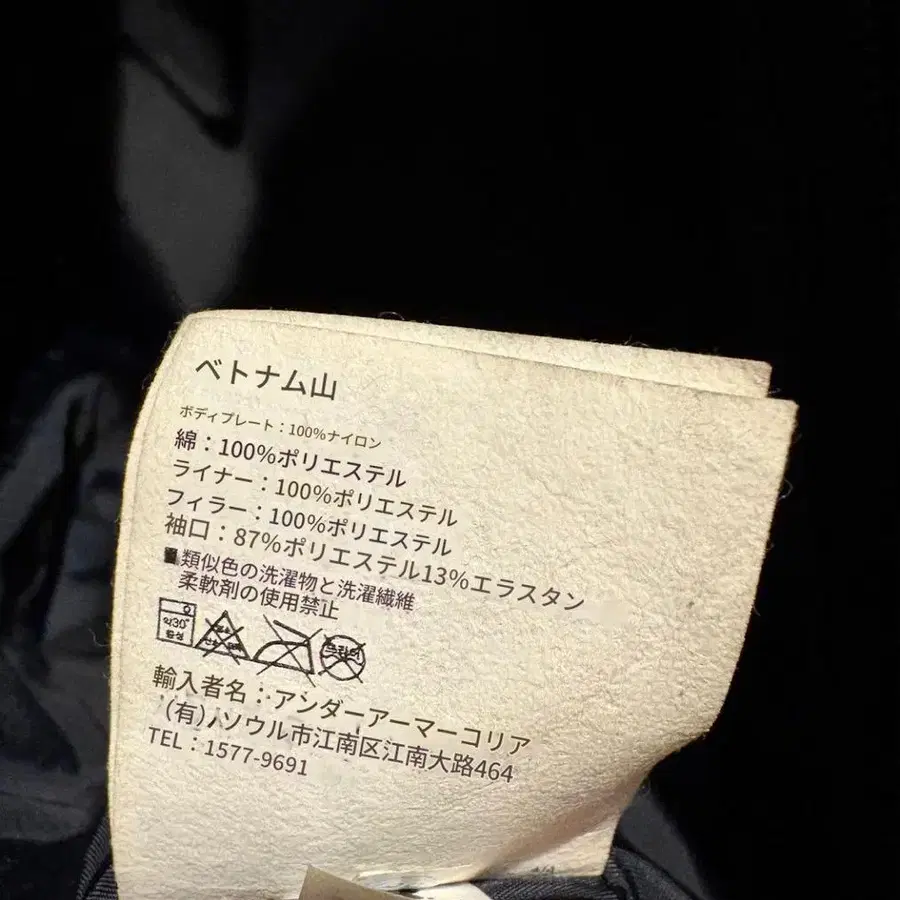 ベトナム山
ボディプレート：100%ナイロン
綿：100%ポリエステル
ライナー：100%ポリエステル
フィラー：100%ポリエステル
袖口：87%ポリエステル13%エラスタン
類似色の洗濯物と洗濯繊維
柔軟剤の使用禁止
약30°
중성
輸入者名：アンダーアーマーコリア
(有)ソウル市江南区江南大路464
TEL：1577-9691